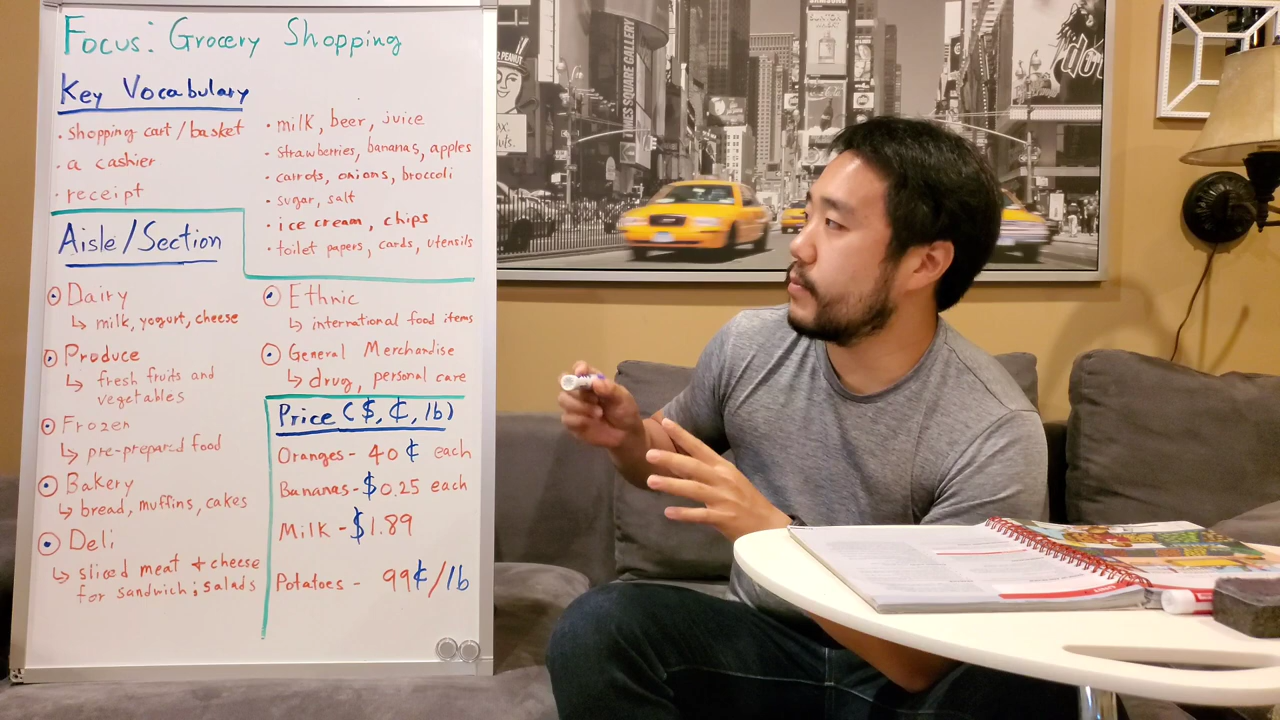 Focus: Grocery Shopping
Key Vocabulary
• shopping cart / basket
• a cashier
• receipt
• milk, beer, juice
• strawberries, bananas, apples
• carrots, onions, broccoli
• sugar, salt
• ice cream, chips
• toilet papers, cards, utensils
Aisle/Section
Dairy
↳ milk, yogurt, cheese
Produce
↳ fresh fruits and
vegetables
Frozen
↳ pre-prepared food
Bakery
↳ bread, muffins, cakes
Deli
↳ sliced meat + cheese
for sandwich; salads
Ethnic
↳ international food items
General Merchandise
↳ drug, personal care
Price ($, ¢, lb)
Oranges - 40 ¢ each
Bananas - $0.25 each
Milk - $1.89
Potatoes - 99¢/lb
TIMES SQUARE GALLERY
SAMSUNG